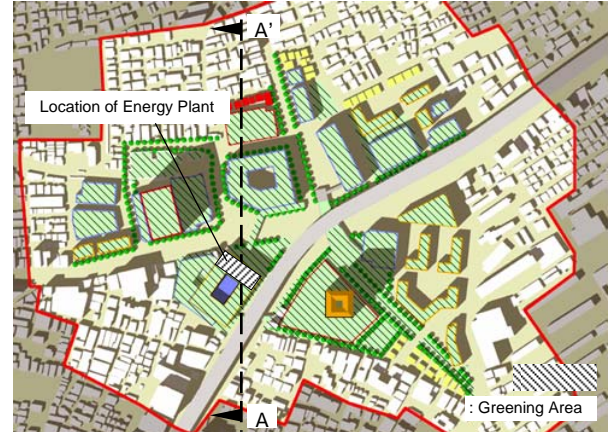 A’
Location of Energy Plant
A
: Greening Area